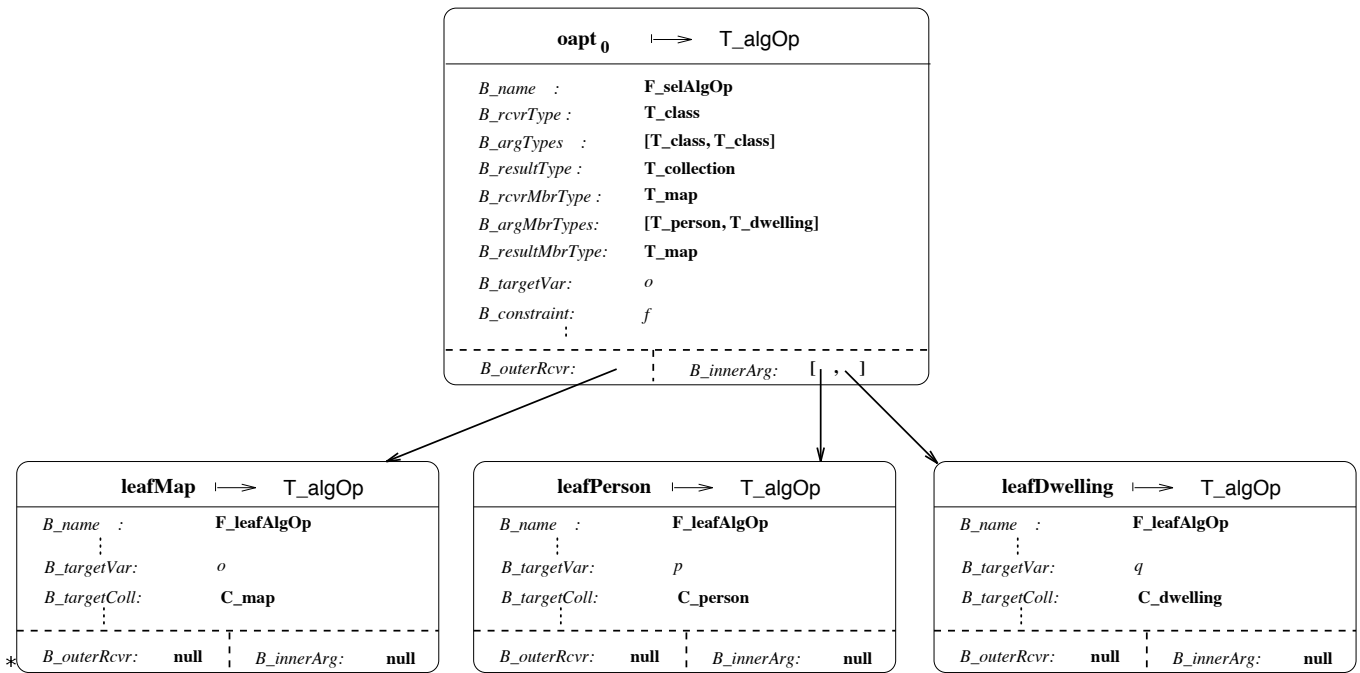 oapt 0 ⟼ T_algOp
B_name : F_selAlgOp
B_rcvrType : T_class
B_argTypes : [T_class, T_class]
B_resultType : T_collection
B_rcvrMbrType : T_map
B_argMbrTypes: [T_person, T_dwelling]
B_resultMbrType: T_map
B_targetVar: o
B_constraint: f
B_outerRcvr: B_innerArg: [ , ]
leafMap ⟼ T_algOp
B_name : F_leafAlgOp
B_targetVar: o
B_targetColl: C_map
* B_outerRcvr: null B_innerArg: null
leafPerson ⟼ T_algOp
B_name : F_leafAlgOp
B_targetVar: p
B_targetColl: C_person
B_outerRcvr: null B_innerArg: null
leafDwelling ⟼ T_algOp
B_name : F_leafAlgOp
B_targetVar: q
B_targetColl: C_dwelling
B_outerRcvr: null B_innerArg: null